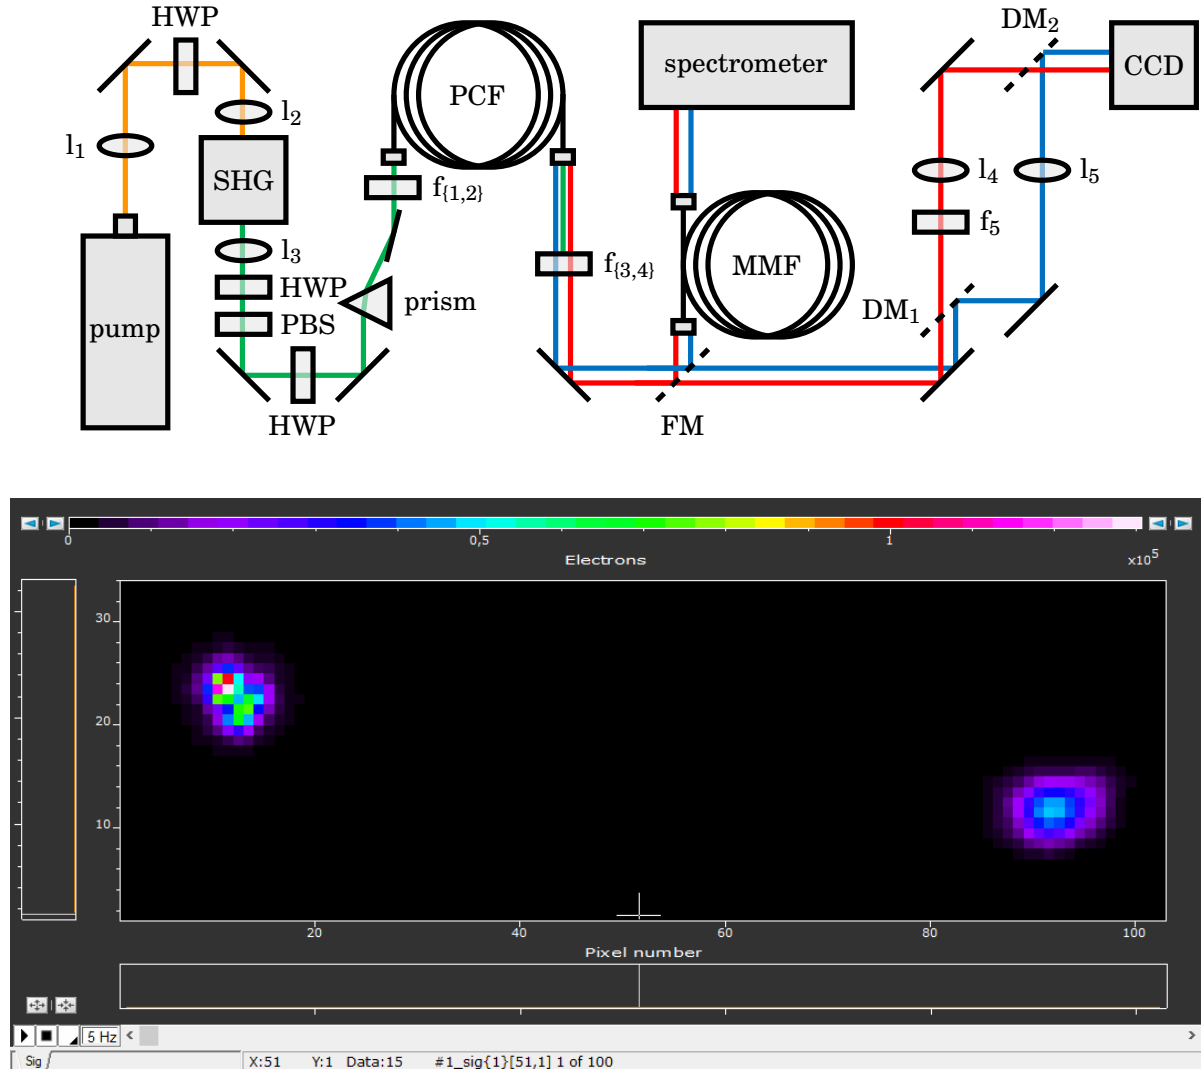 HWP
DM2
l1
l2
PCF
spectrometer
CCD
SHG
f{1,2}
l4
l5
l3
f5
HWP
f{3,4}
MMF
prism
DM1
pump
PBS
HWP
FM
0
0,5
1
Electrons
x10^5
30
20
10
20
40
60
80
100
Pixel number
5 Hz
Sig
X:51 Y:1 Data:15 #1_sig{1}[51,1] 1 of 100